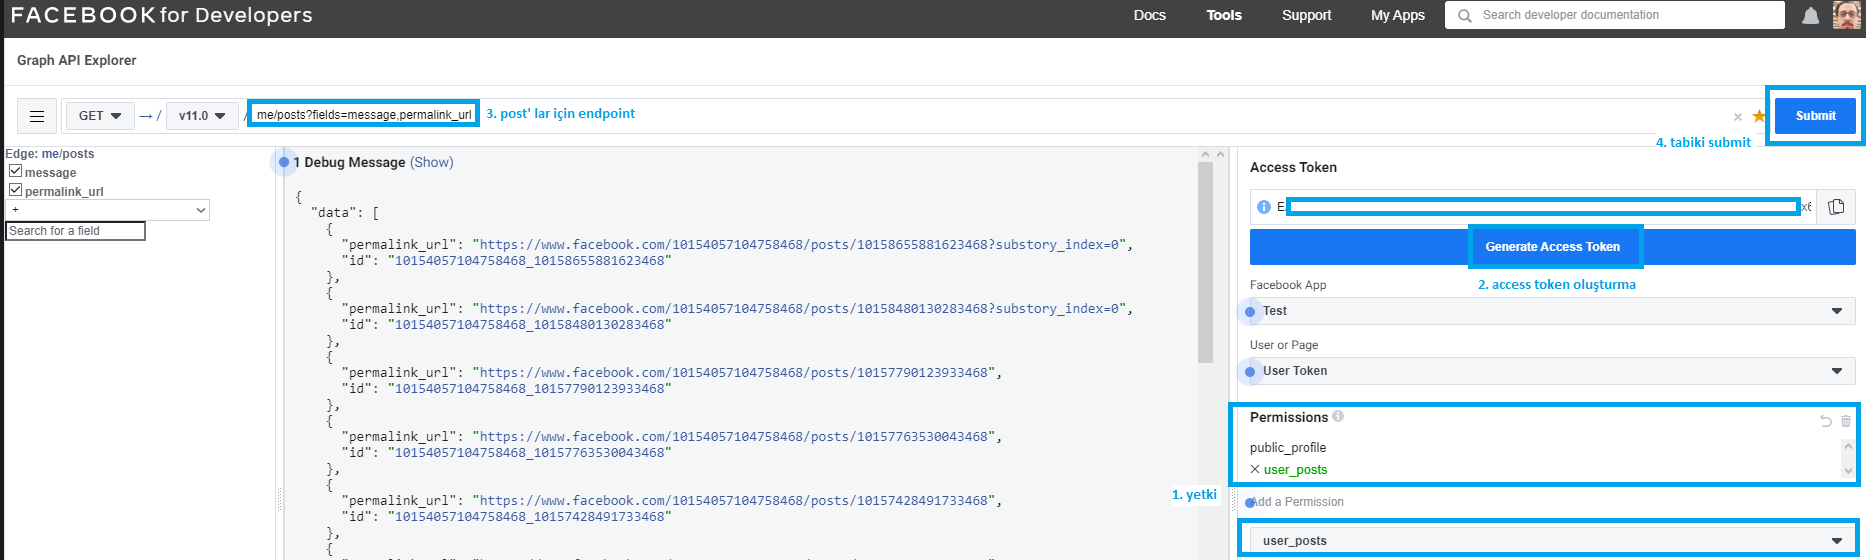 FACEBOOK for Developers
Docs
Tools
Support
My Apps
Search developer documentation
Graph API Explorer
GET
→ /
v11.0
/
me/posts?fields=message,permalink_url
3. post' lar için endpoint
Submit
4. tabiki submit
Edge: me/posts
message
permalink_url
+
Search for a field
1 Debug Message (Show)
{
"data": [
{
"permalink_url": "https://www.facebook.com/10154057104758468/posts/10158655881623468?substory_index=0",
"id": "10154057104758468_10158655881623468"
},
{
"permalink_url": "https://www.facebook.com/10154057104758468/posts/10158480130283468?substory_index=0",
"id": "10154057104758468_10158480130283468"
},
{
"permalink_url": "https://www.facebook.com/10154057104758468/posts/10157790123933468",
"id": "10154057104758468_10157790123933468"
},
{
"permalink_url": "https://www.facebook.com/10154057104758468/posts/10157763530043468",
"id": "10154057104758468_10157763530043468"
},
{
"permalink_url": "https://www.facebook.com/10154057104758468/posts/10157428491733468",
"id": "10154057104758468_10157428491733468"
},
{
Access Token
E
Generate Access Token
2. access token oluşturma
Facebook App
Test
User or Page
User Token
Permissions
public_profile
user_posts
1. yetki
Add a Permission
user_posts